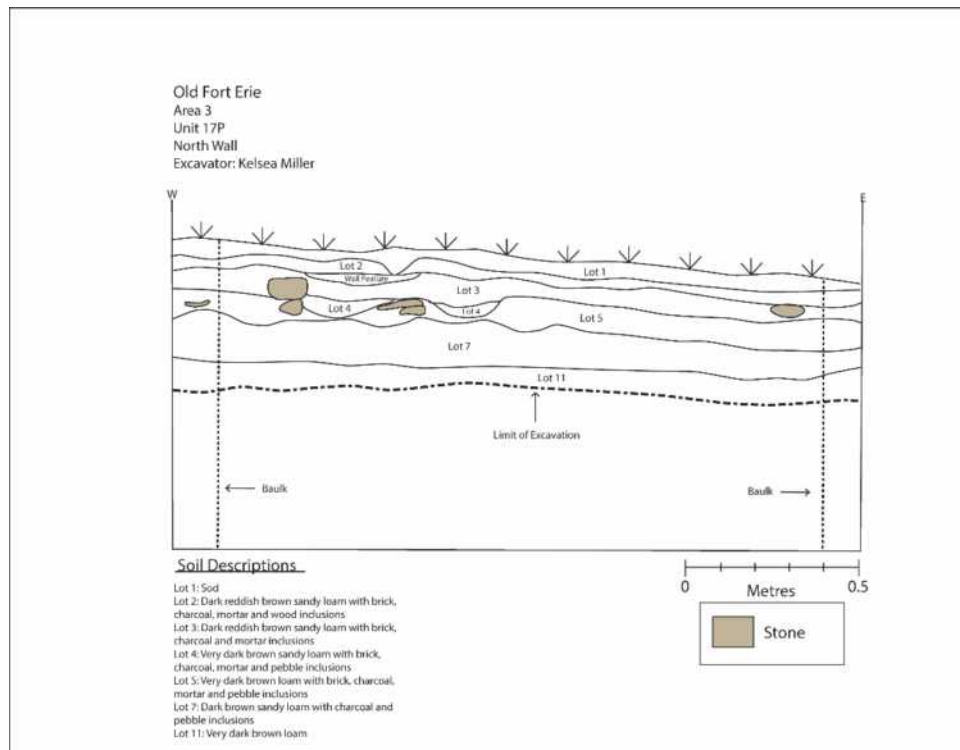 Old Fort Erie
Area 3
Unit 17P
North Wall
Excavator: Kelsea Miller
W
E
Lot 2
Lot 1
Wall Feature
Lot 3
Lot 4
Lot 4
Lot 5
Lot 7
Lot 11
Limit of Excavation
Baulk
Baulk
Soil Descriptions
Lot 1: Sod
Lot 2: Dark reddish brown sandy loam with brick,
charcoal, mortar and wood inclusions
Lot 3: Dark reddish brown sandy loam with brick,
charcoal and mortar inclusions
Lot 4: Very dark brown sandy loam with brick,
charcoal, mortar and pebble inclusions
Lot 5: Very dark brown loam with brick, charcoal,
mortar and pebble inclusions
Lot 7: Dark brown sandy loam with charcoal and
pebble inclusions
Lot 11: Very dark brown loam
0
Metres
0.5
Stone